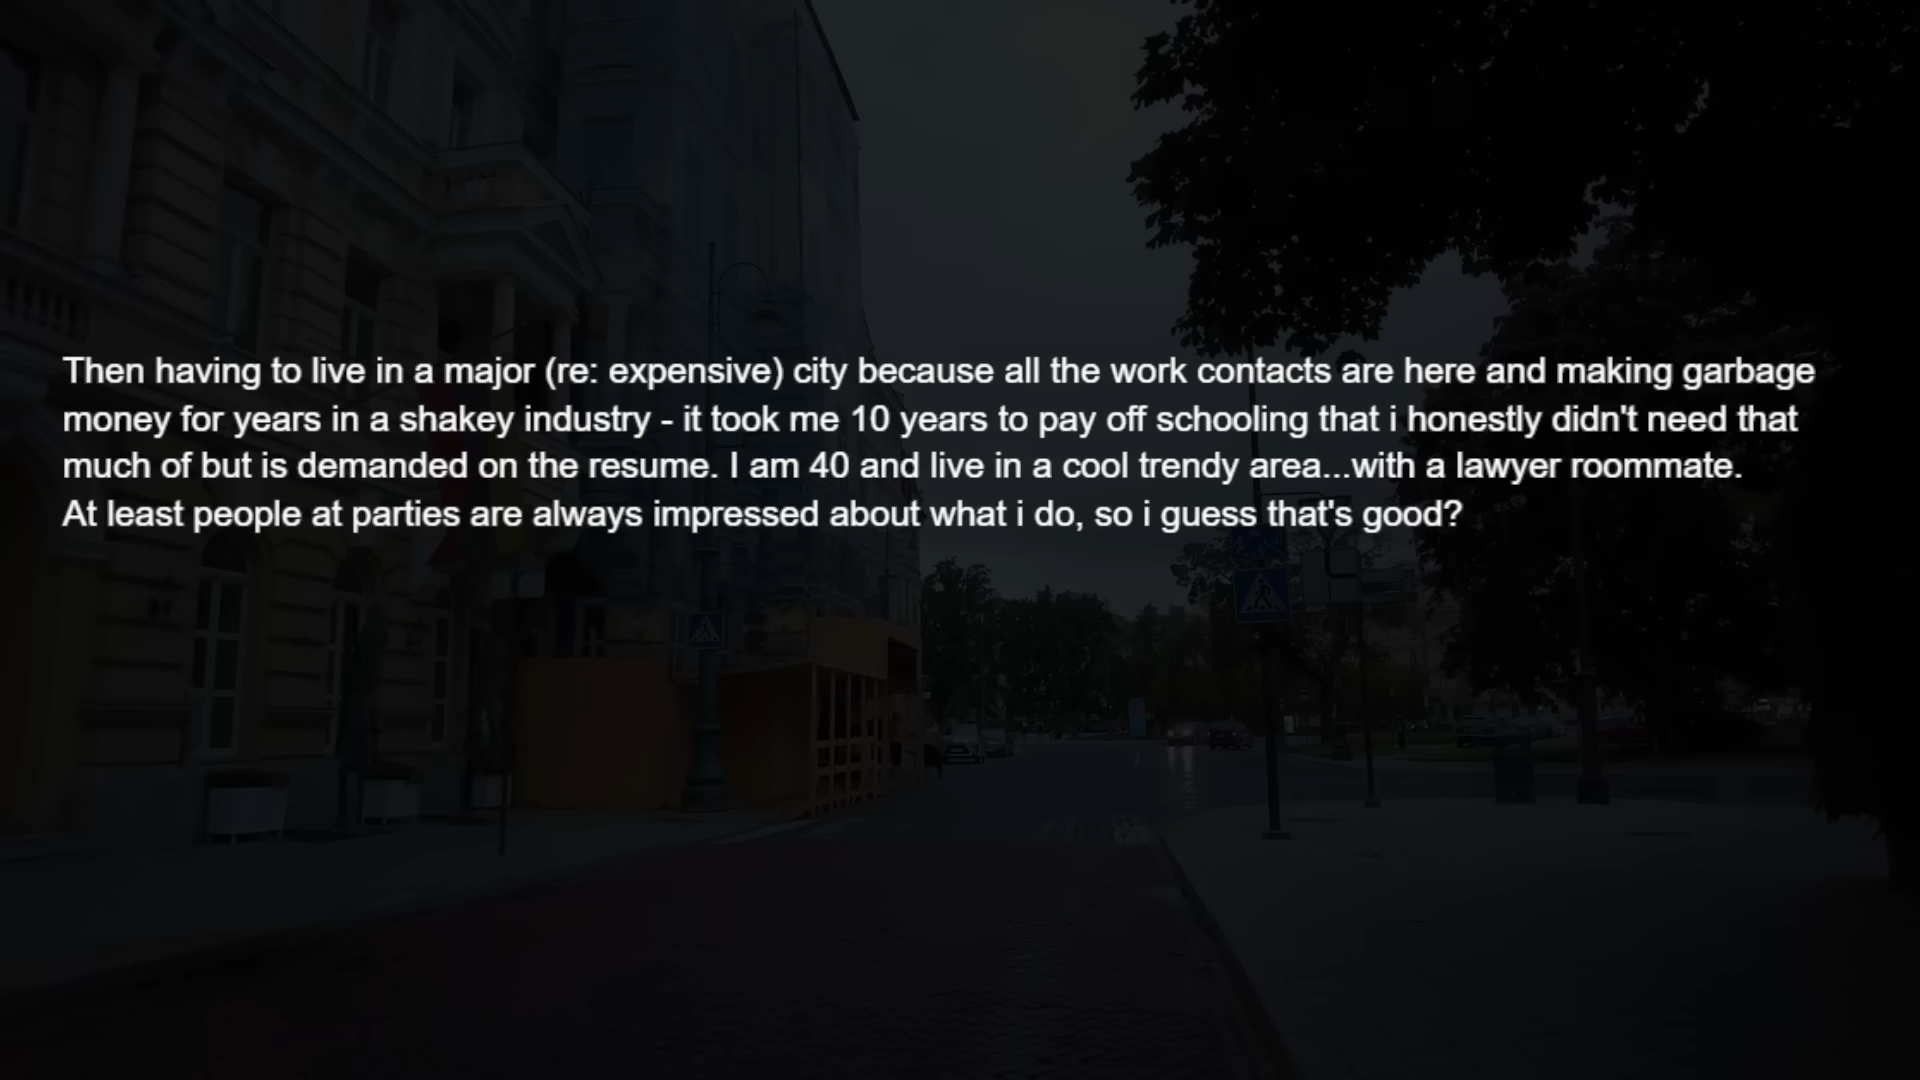 Then having to live in a major (re: expensive) city because all the work contacts are here and making garbage
money for years in a shakey industry - it took me 10 years to pay off schooling that i honestly didn't need that
much of but is demanded on the resume. I am 40 and live in a cool trendy area...with a lawyer roommate.
At least people at parties are always impressed about what i do, so i guess that's good?